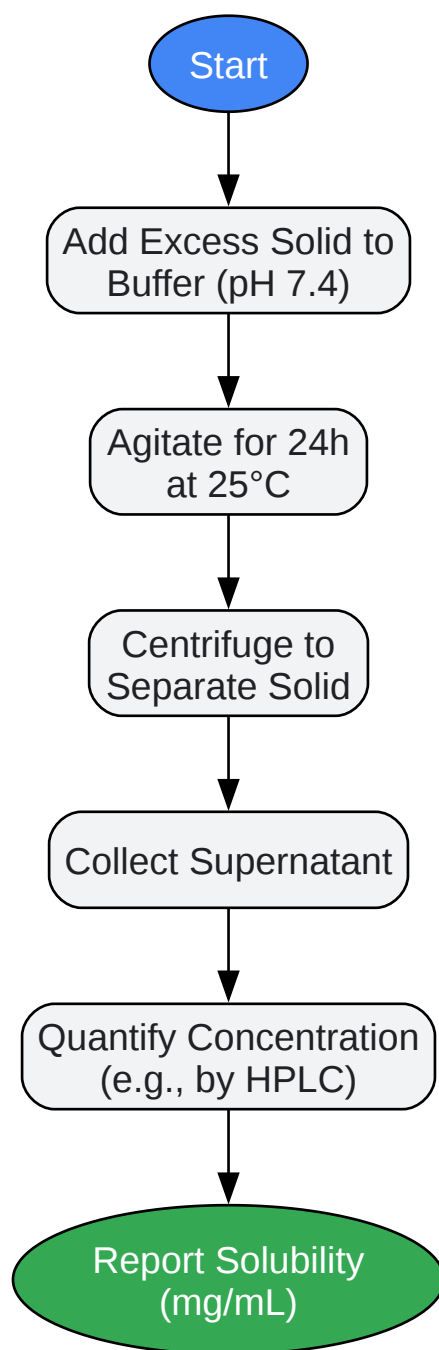 Start
Add Excess Solid to
Buffer (pH 7.4)
Agitate for 24h
at 25°C
Centrifuge to
Separate Solid
Collect Supernatant
Quantify Concentration
(e.g., by HPLC)
Report Solubility
(mg/mL)